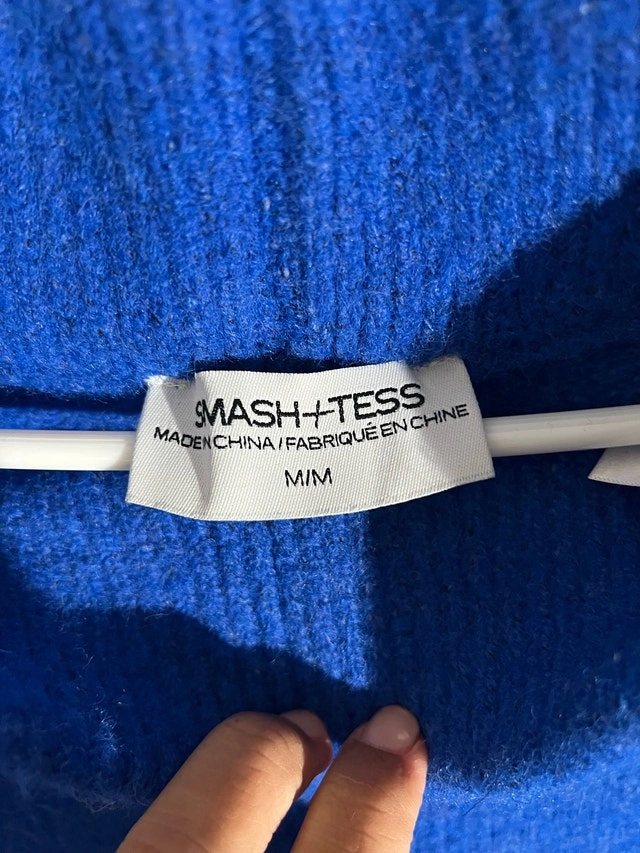 SMASH+TESS
MADE IN CHINA / FABRIQUÉ EN CHINE
M/M